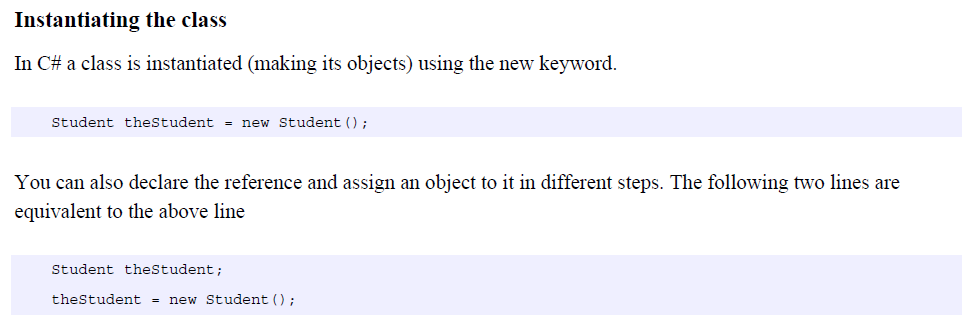 Instantiating the class
In C# a class is instantiated (making its objects) using the new keyword.
Student theStudent = new Student();
You can also declare the reference and assign an object to it in different steps. The following two lines are
equivalent to the above line
Student theStudent;
theStudent = new Student();